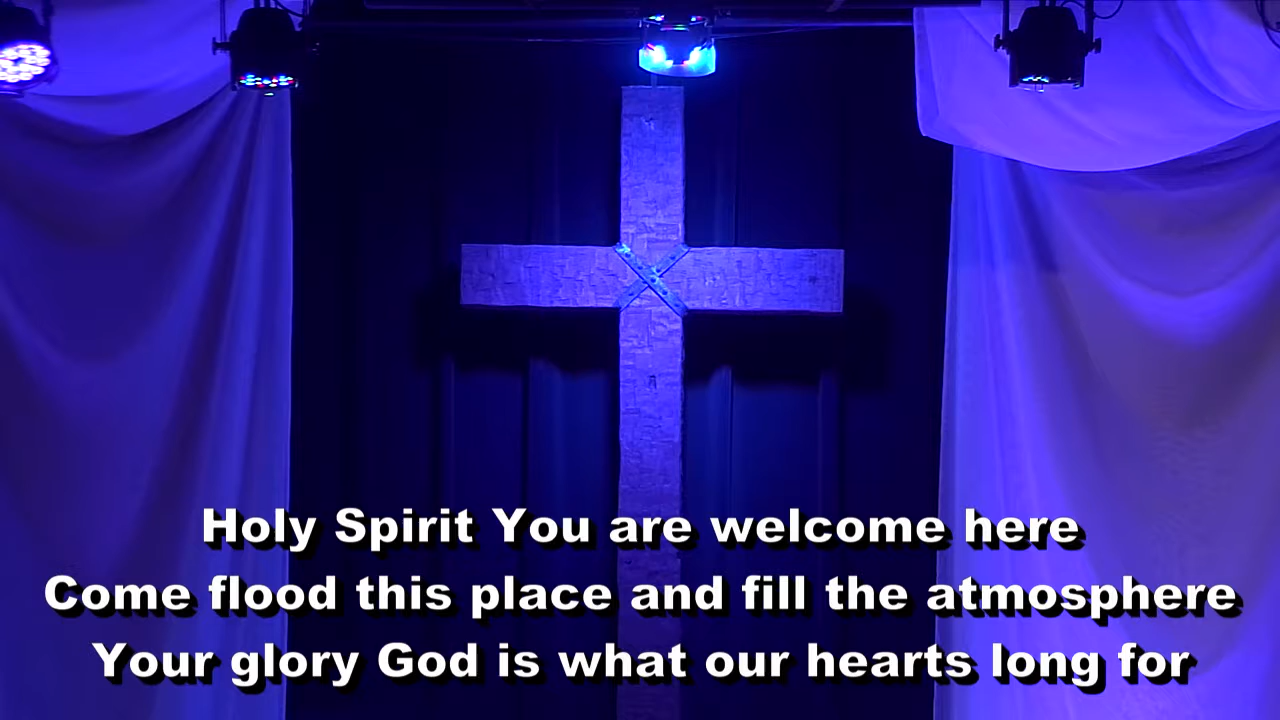 Holy Spirit You are welcome here
Come flood this place and fill the atmosphere
Your glory God is what our hearts long for